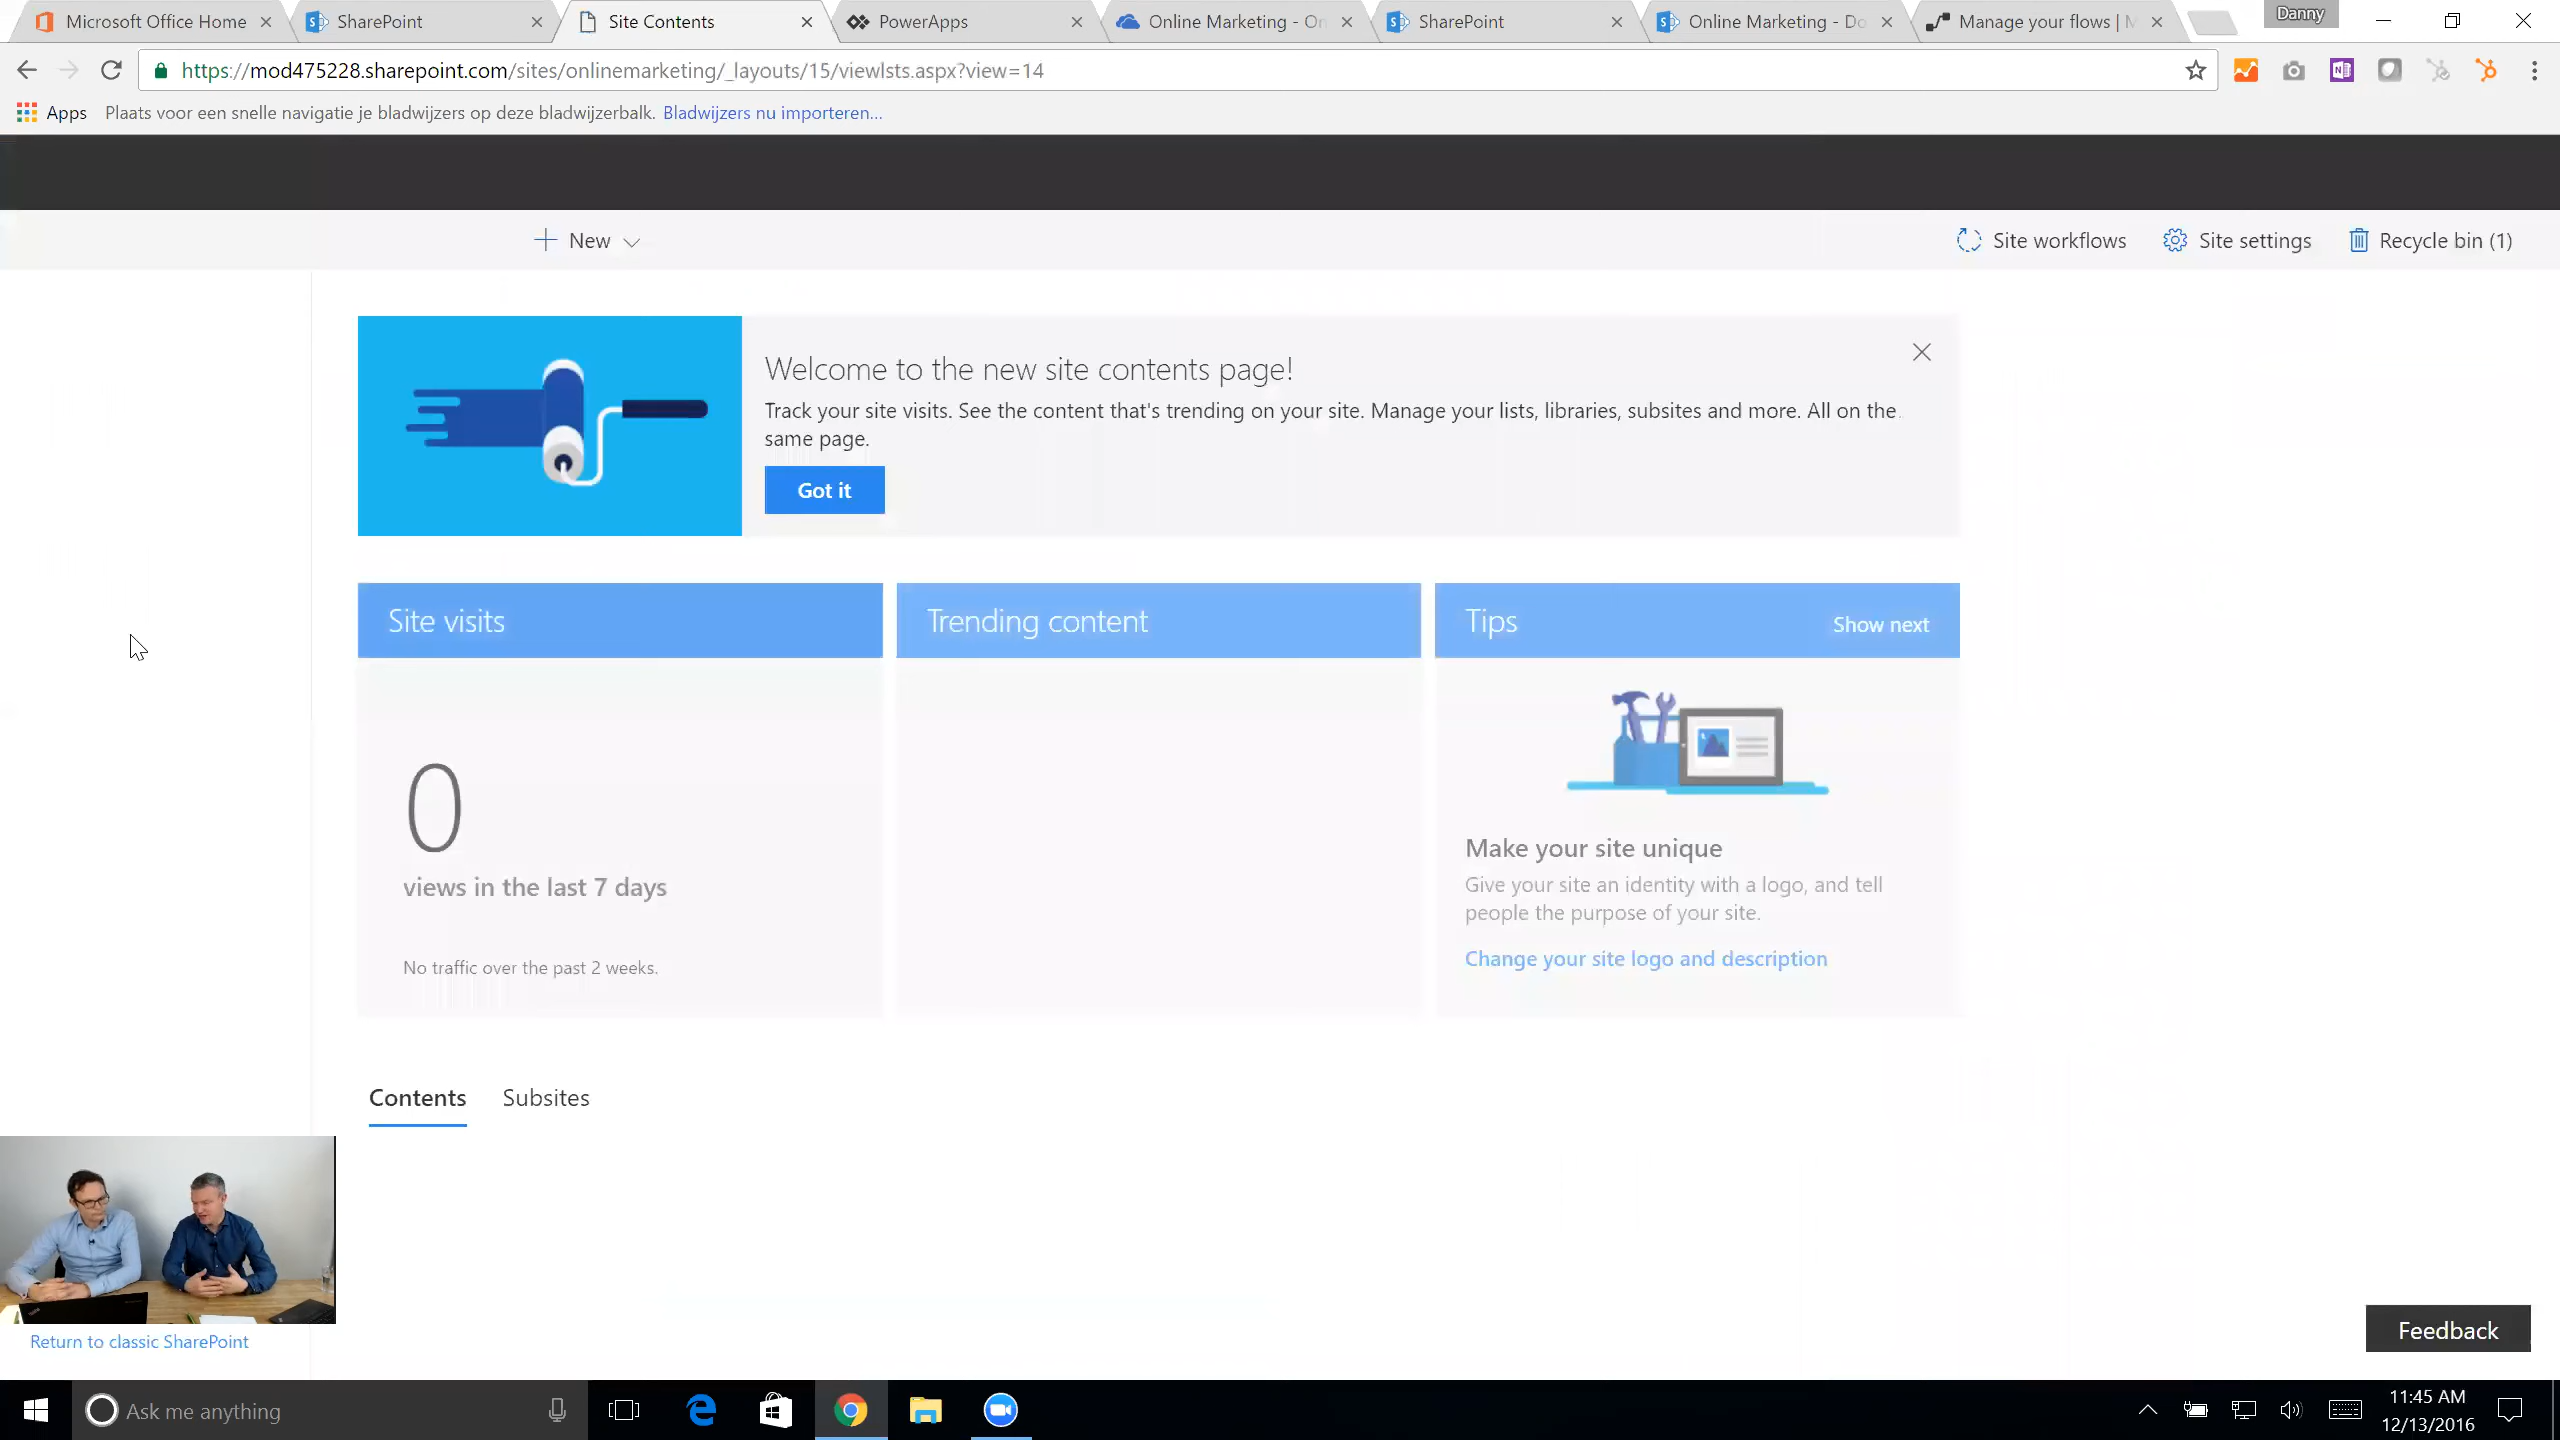 Microsoft Office Home
SharePoint
Site Contents
PowerApps
Online Marketing - On
SharePoint
Online Marketing - Do
Manage your flows | M
Danny
https://mod475228.sharepoint.com/sites/onlinemarketing/_layouts/15/viewlsts.aspx?view=14
Apps
Plaats voor een snelle navigatie je bladwijzers op deze bladwijzerbalk. Bladwijzers nu importeren...
New
Site workflows
Site settings
Recycle bin (1)
Welcome to the new site contents page!
Track your site visits. See the content that's trending on your site. Manage your lists, libraries, subsites and more. All on the
same page.
Got it
Site visits
Trending content
Tips
Show next
0
views in the last 7 days
No traffic over the past 2 weeks.
Make your site unique
Give your site an identity with a logo, and tell
people the purpose of your site.
Change your site logo and description
Contents
Subsites
Return to classic SharePoint
Feedback
Ask me anything
11:45 AM
12/13/2016